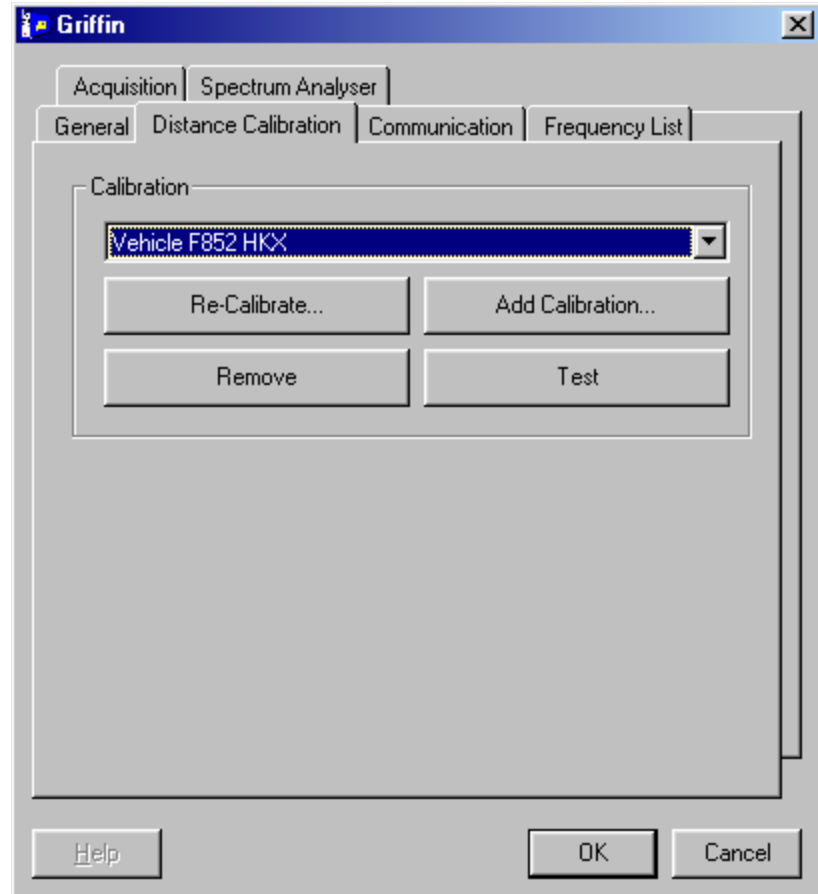 Griffin
Acquisition Spectrum Analyser
General Distance Calibration Communication Frequency List
Calibration
Vehicle F852 HKX
Re-Calibrate... Add Calibration...
Remove Test
Help OK Cancel